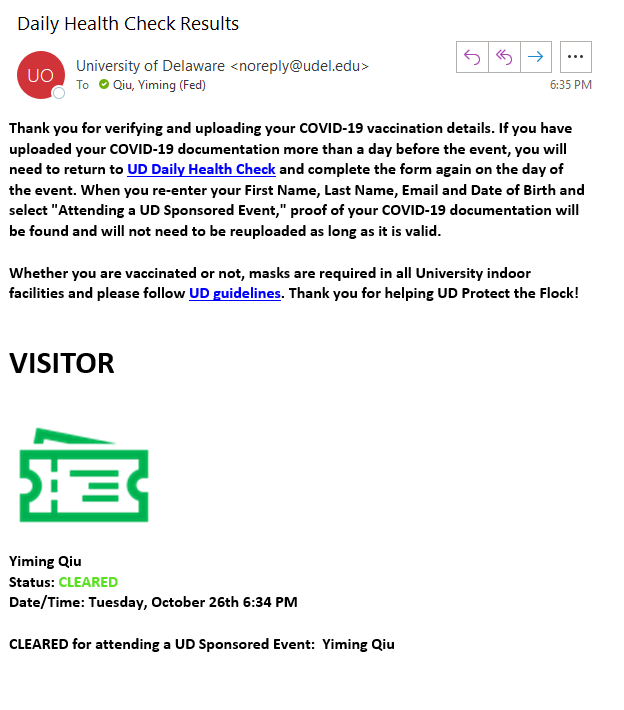 Daily Health Check Results
UO
University of Delaware <noreply@udel.edu>
To Qiu, Yiming (Fed)
6:35 PM
Thank you for verifying and uploading your COVID-19 vaccination details. If you have
uploaded your COVID-19 documentation more than a day before the event, you will
need to return to UD Daily Health Check and complete the form again on the day of
the event. When you re-enter your First Name, Last Name, Email and Date of Birth and
select "Attending a UD Sponsored Event," proof of your COVID-19 documentation will
be found and will not need to be reuploaded as long as it is valid.
Whether you are vaccinated or not, masks are required in all University indoor
facilities and please follow UD guidelines. Thank you for helping UD Protect the Flock!
VISITOR
Yiming Qiu
Status: CLEARED
Date/Time: Tuesday, October 26th 6:34 PM
CLEARED for attending a UD Sponsored Event:  Yiming Qiu